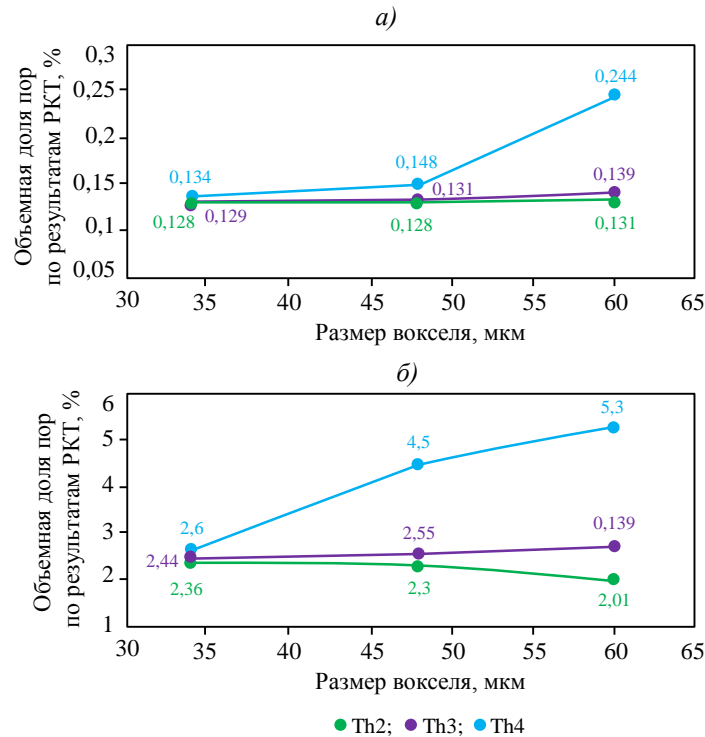 а)
Объемная доля пор
по результатам РКТ, %
0,3
0,25
0,2
0,15
0,1
0,05
0,134
0,148
0,244
0,128
0,129
0,131
0,128
0,139
0,131
30 35 40 45 50 55 60 65
Размер вокселя, мкм
б)
Объемная доля пор
по результатам РКТ, %
6
5
4
3
2
1
2,6
4,5
5,3
2,44
2,55
0,139
2,36
2,3
2,01
30 35 40 45 50 55 60 65
Размер вокселя, мкм
Th2; Th3; Th4